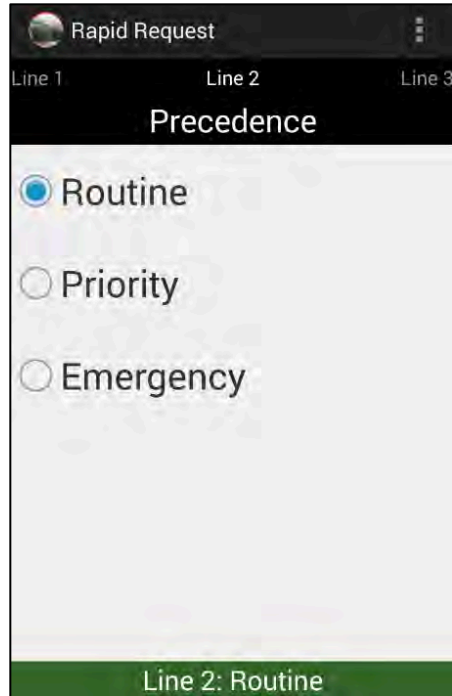 Rapid Request
Line 1 Line 2 Line 3
Precedence
Routine
Priority
Emergency
Line 2: Routine